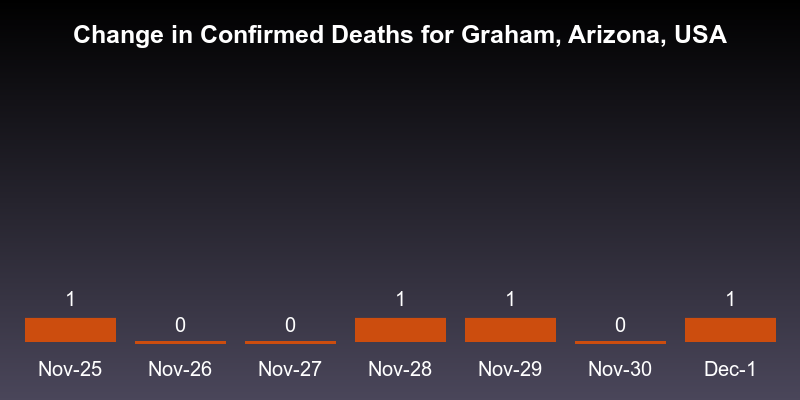 Change in Confirmed Deaths for Graham, Arizona, USA
1 0 0 1 1 0 1
Nov-25 Nov-26 Nov-27 Nov-28 Nov-29 Nov-30 Dec-1